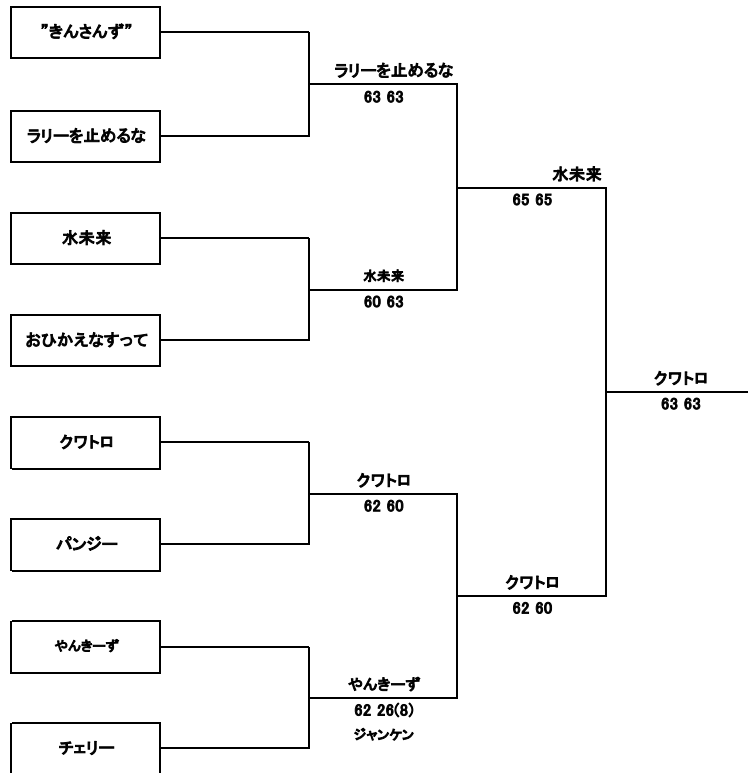 ”きんさんず”
ラリーを止めるな
63 63
ラリーを止めるな
水未来
65 65
水未来
水未来
60 63
おひかえなすって
クワトロ
63 63
クワトロ
クワトロ
62 60
パンジー
クワトロ
62 60
やんきーず
やんきーず
62 26(8)
ジャンケン
チェリー